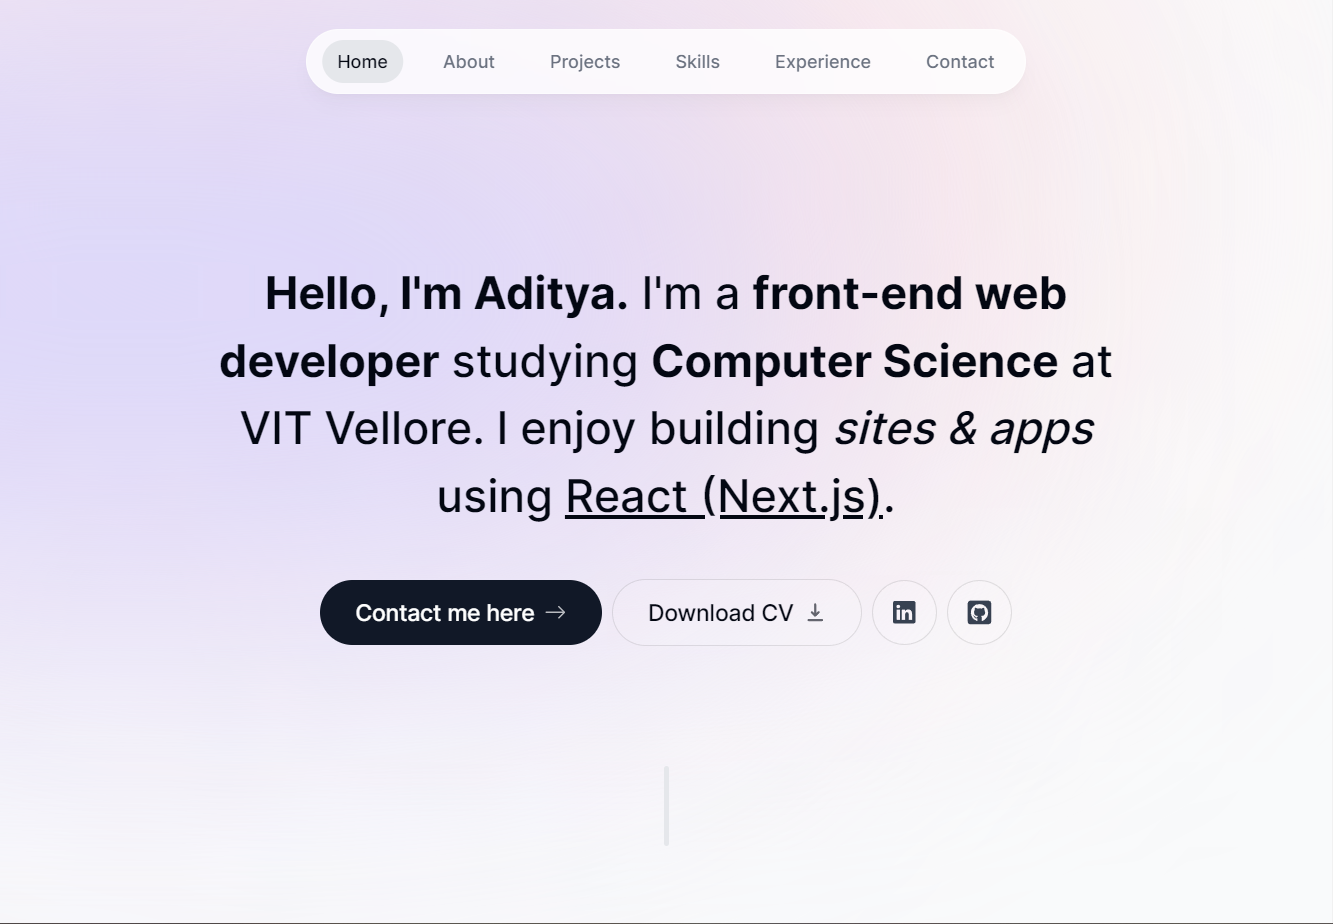 Home About Projects Skills Experience Contact
Hello, I'm Aditya. I'm a front-end web
developer studying Computer Science at
VIT Vellore. I enjoy building sites & apps
using React (Next.js).
Contact me here Download CV in